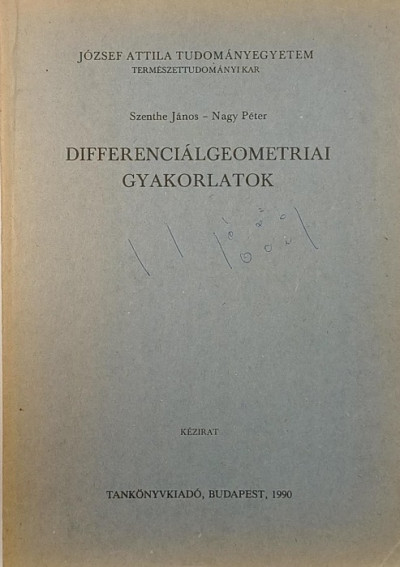 JÓZSEF ATTILA TUDOMÁNYEGYETEM
TERMÉSZETTUDOMÁNYI KAR
Szenthe János – Nagy Péter
DIFFERENCIÁLGEOMETRIAI
GYAKORLATOK
KÉZIRAT
TANKÖNYVKIADÓ, BUDAPEST, 1990